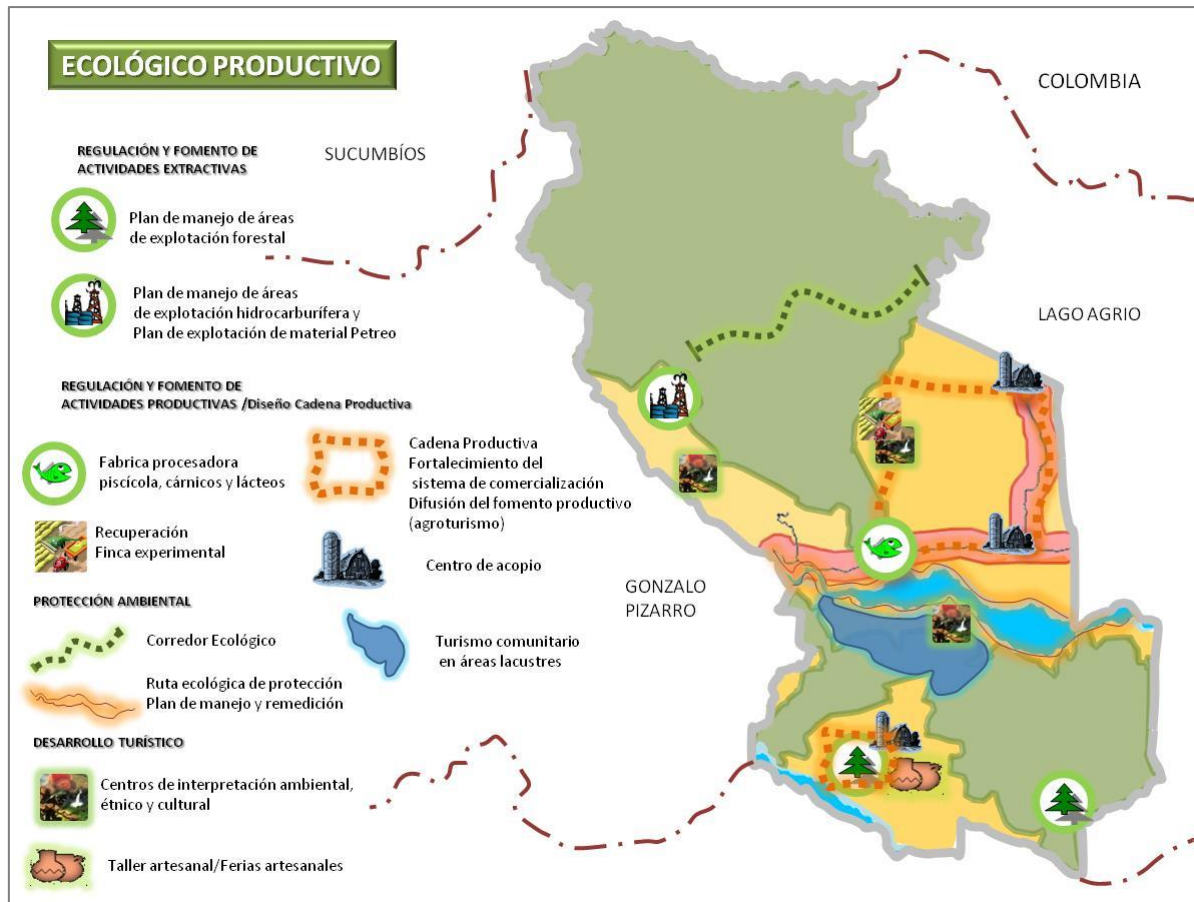 ECOLÓGICO PRODUCTIVO
REGULACIÓN Y FOMENTO DE
ACTIVIDADES EXTRACTIVAS
Plan de manejo de áreas
de explotación forestal
Plan de manejo de áreas
de explotación hidrocarburífera y
Plan de explotación de material Petreo
REGULACIÓN Y FOMENTO DE
ACTIVIDADES PRODUCTIVAS /Diseño Cadena Productiva
Fabrica procesadora
piscícola, cárnicos y lácteos
Recuperación
Finca experimental
Cadena Productiva
Fortalecimiento del
sistema de comercialización
Difusión del fomento productivo
(agroturismo)
Centro de acopio
PROTECCIÓN AMBIENTAL
Corredor Ecológico
Ruta ecológica de protección
Plan de manejo y remedición
Turismo comunitario
en áreas lacustres
DESARROLLO TURÍSTICO
Centros de interpretación ambiental,
étnico y cultural
Taller artesanal/Ferias artesanales
SUCUMBÍOS
COLOMBIA
LAGO AGRIO
GONZALO
PIZARRO